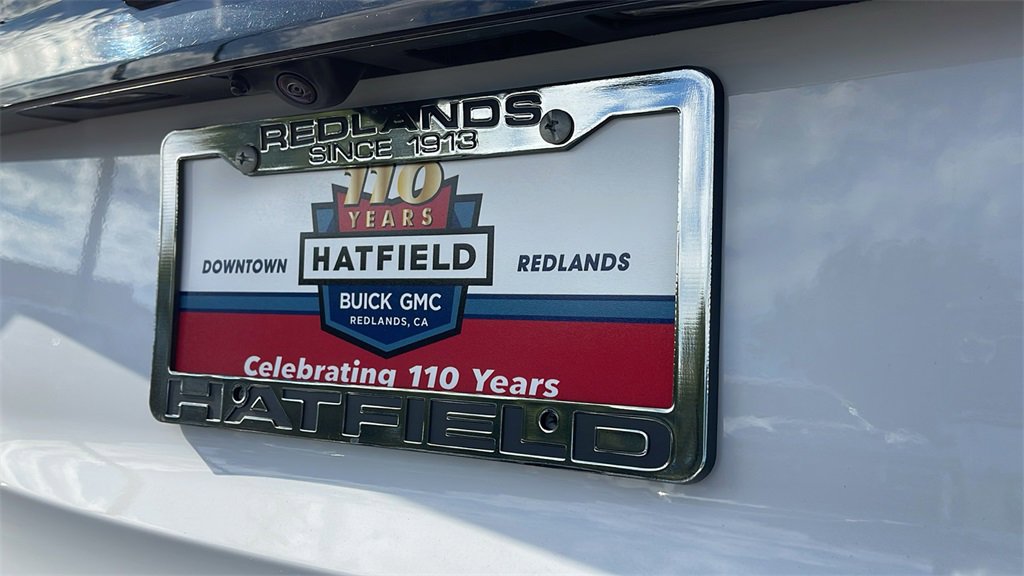 REDLANDS
SINCE 1913
110
YEARS
DOWNTOWN HATFIELD REDLANDS
BUICK GMC
REDLANDS, CA
Celebrating 110 Years
HATFIELD